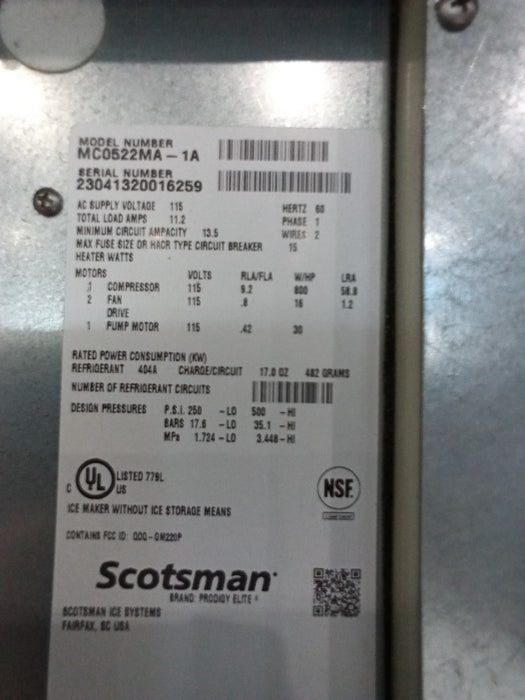 MODEL NUMBER
MC0522MA-1A
SERIAL NUMBER
23041320016259
AC SUPPLY VOLTAGE 115 HERTZ 60
TOTAL LOAD AMPS 11.2 PHASE 1
MINIMUM CIRCUIT AMPACITY 13.5 WIRES 2
MAX FUSE SIZE OR HACR TYPE CIRCUIT BREAKER 15
HEATER WATTS
MOTORS VOLTS RLA/FLA W/HP LRA
1 COMPRESSOR 115 9.2 800 58.8
2 FAN 115 .8 16 1.2
DRIVE
1 PUMP MOTOR 115 .42 30
RATED POWER CONSUMPTION (KW)
REFRIGERANT 404A CHARGE/CIRCUIT 17.0 OZ 482 GRAMS
NUMBER OF REFRIGERANT CIRCUITS
DESIGN PRESSURES P.S.I. 250 -LO 500 -HI
BARS 17.6 -LO 35.1 -HI
MPa 1.724-LO 3.448-HI
C UL US LISTED 778L
NSF
ICE MAKER WITHOUT ICE STORAGE MEANS
CONTAINS FCC ID: OOO-GM220P
Scotsman
BRAND: PRODIGY ELITE ®
SCOTSMAN ICE SYSTEMS
FAIRFAX, SC USA